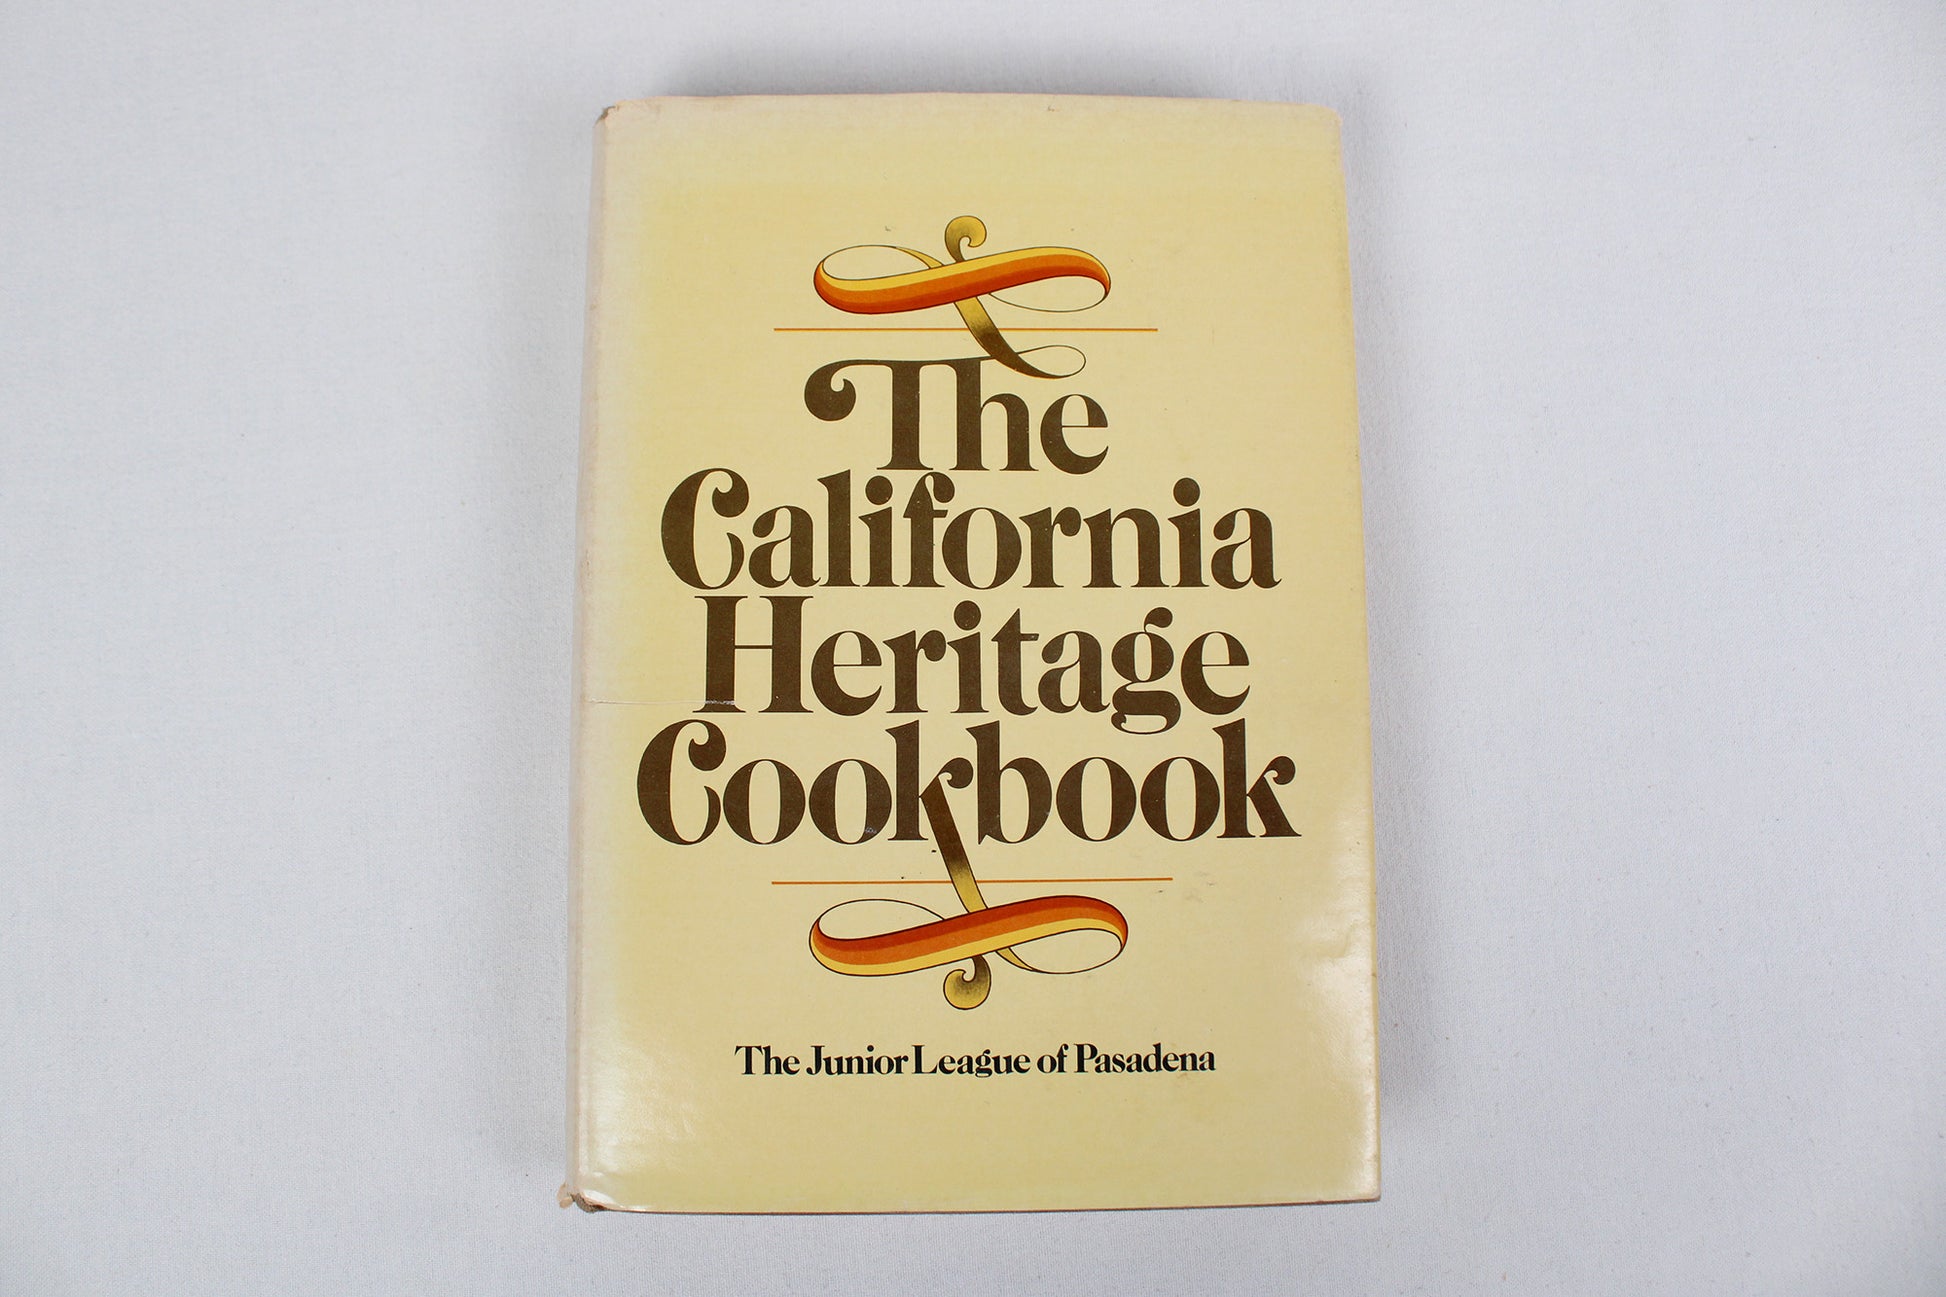 The
California
Heritage
Cookbook
The Junior League of Pasadena